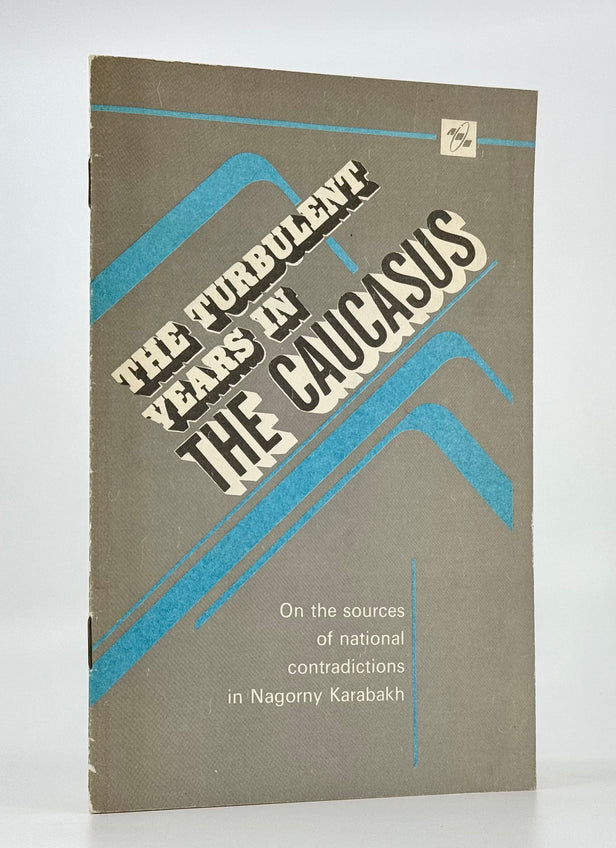 THE TURBULENT
YEARS IN
THE CAUCASUS
On the sources
of national
contradictions
in Nagorny Karabakh